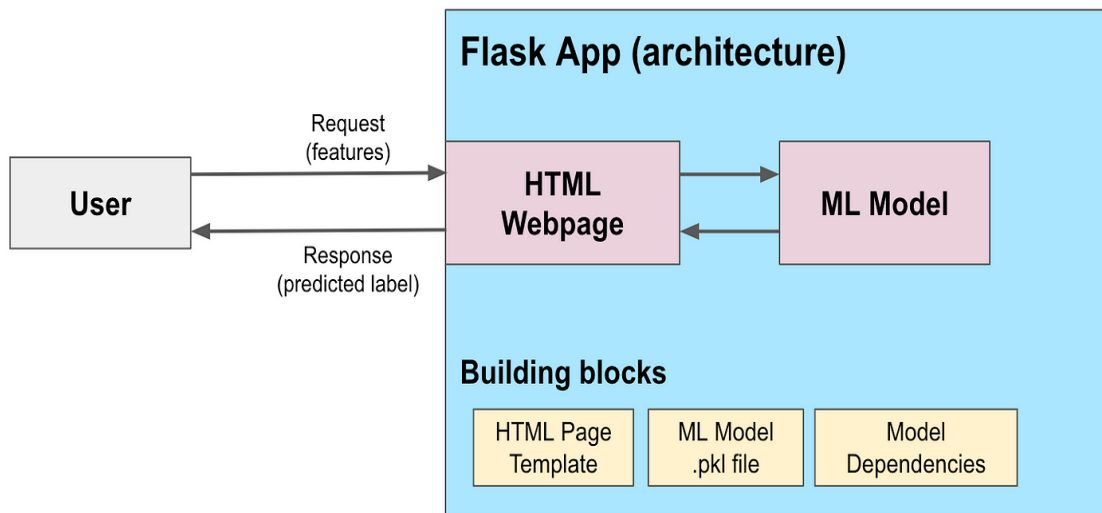 Flask App (architecture)
Request
(features)
User
HTML
Webpage
ML Model
Response
(predicted label)
Building blocks
HTML Page
Template
ML Model
.pkl file
Model
Dependencies